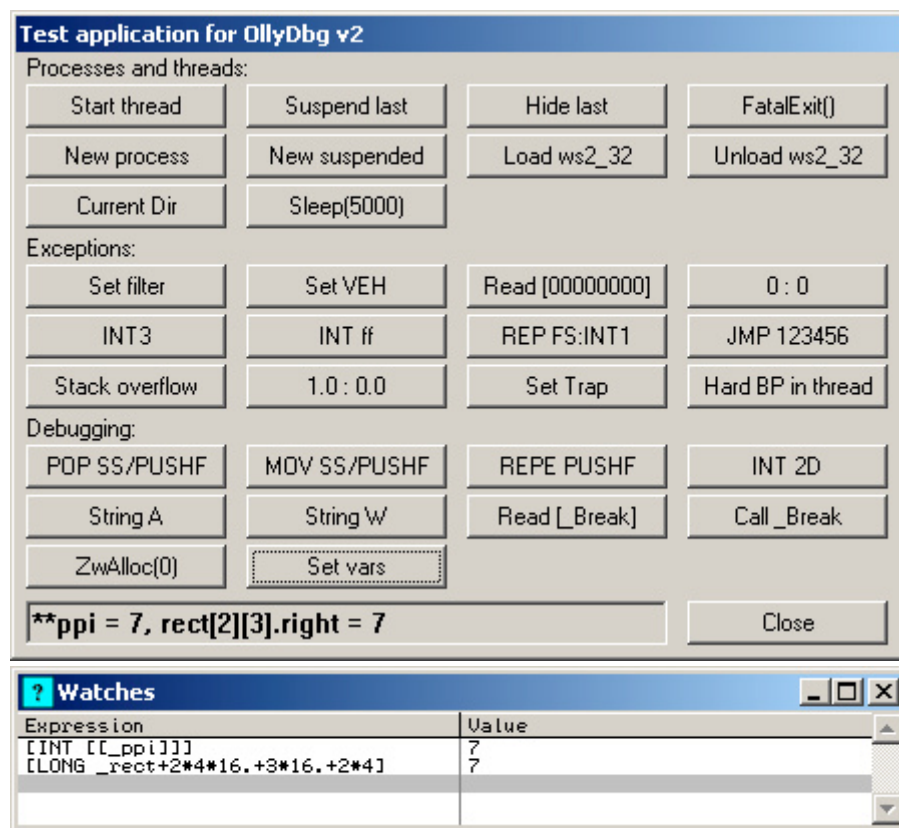 Test application for OllyDbg v2
Processes and threads:
Start thread Suspend last Hide last FatalExit()
New process New suspended Load ws2_32 Unload ws2_32
Current Dir Sleep(5000)
Exceptions:
Set filter Set VEH Read [00000000] 0 : 0
INT3 INT ff REP FS:INT1 JMP 123456
Stack overflow 1.0 : 0.0 Set Trap Hard BP in thread
Debugging:
POP SS/PUSHF MOV SS/PUSHF REPE PUSHF INT 2D
String A String W Read [_Break] Call _Break
ZwAlloc(0) Set vars
**ppi = 7, rect[2][3].right = 7 Close
? Watches
Expression Value
[INT [[_ppi]]] 7
[LONG _rect+2*4*16.+3*16.+2*4] 7